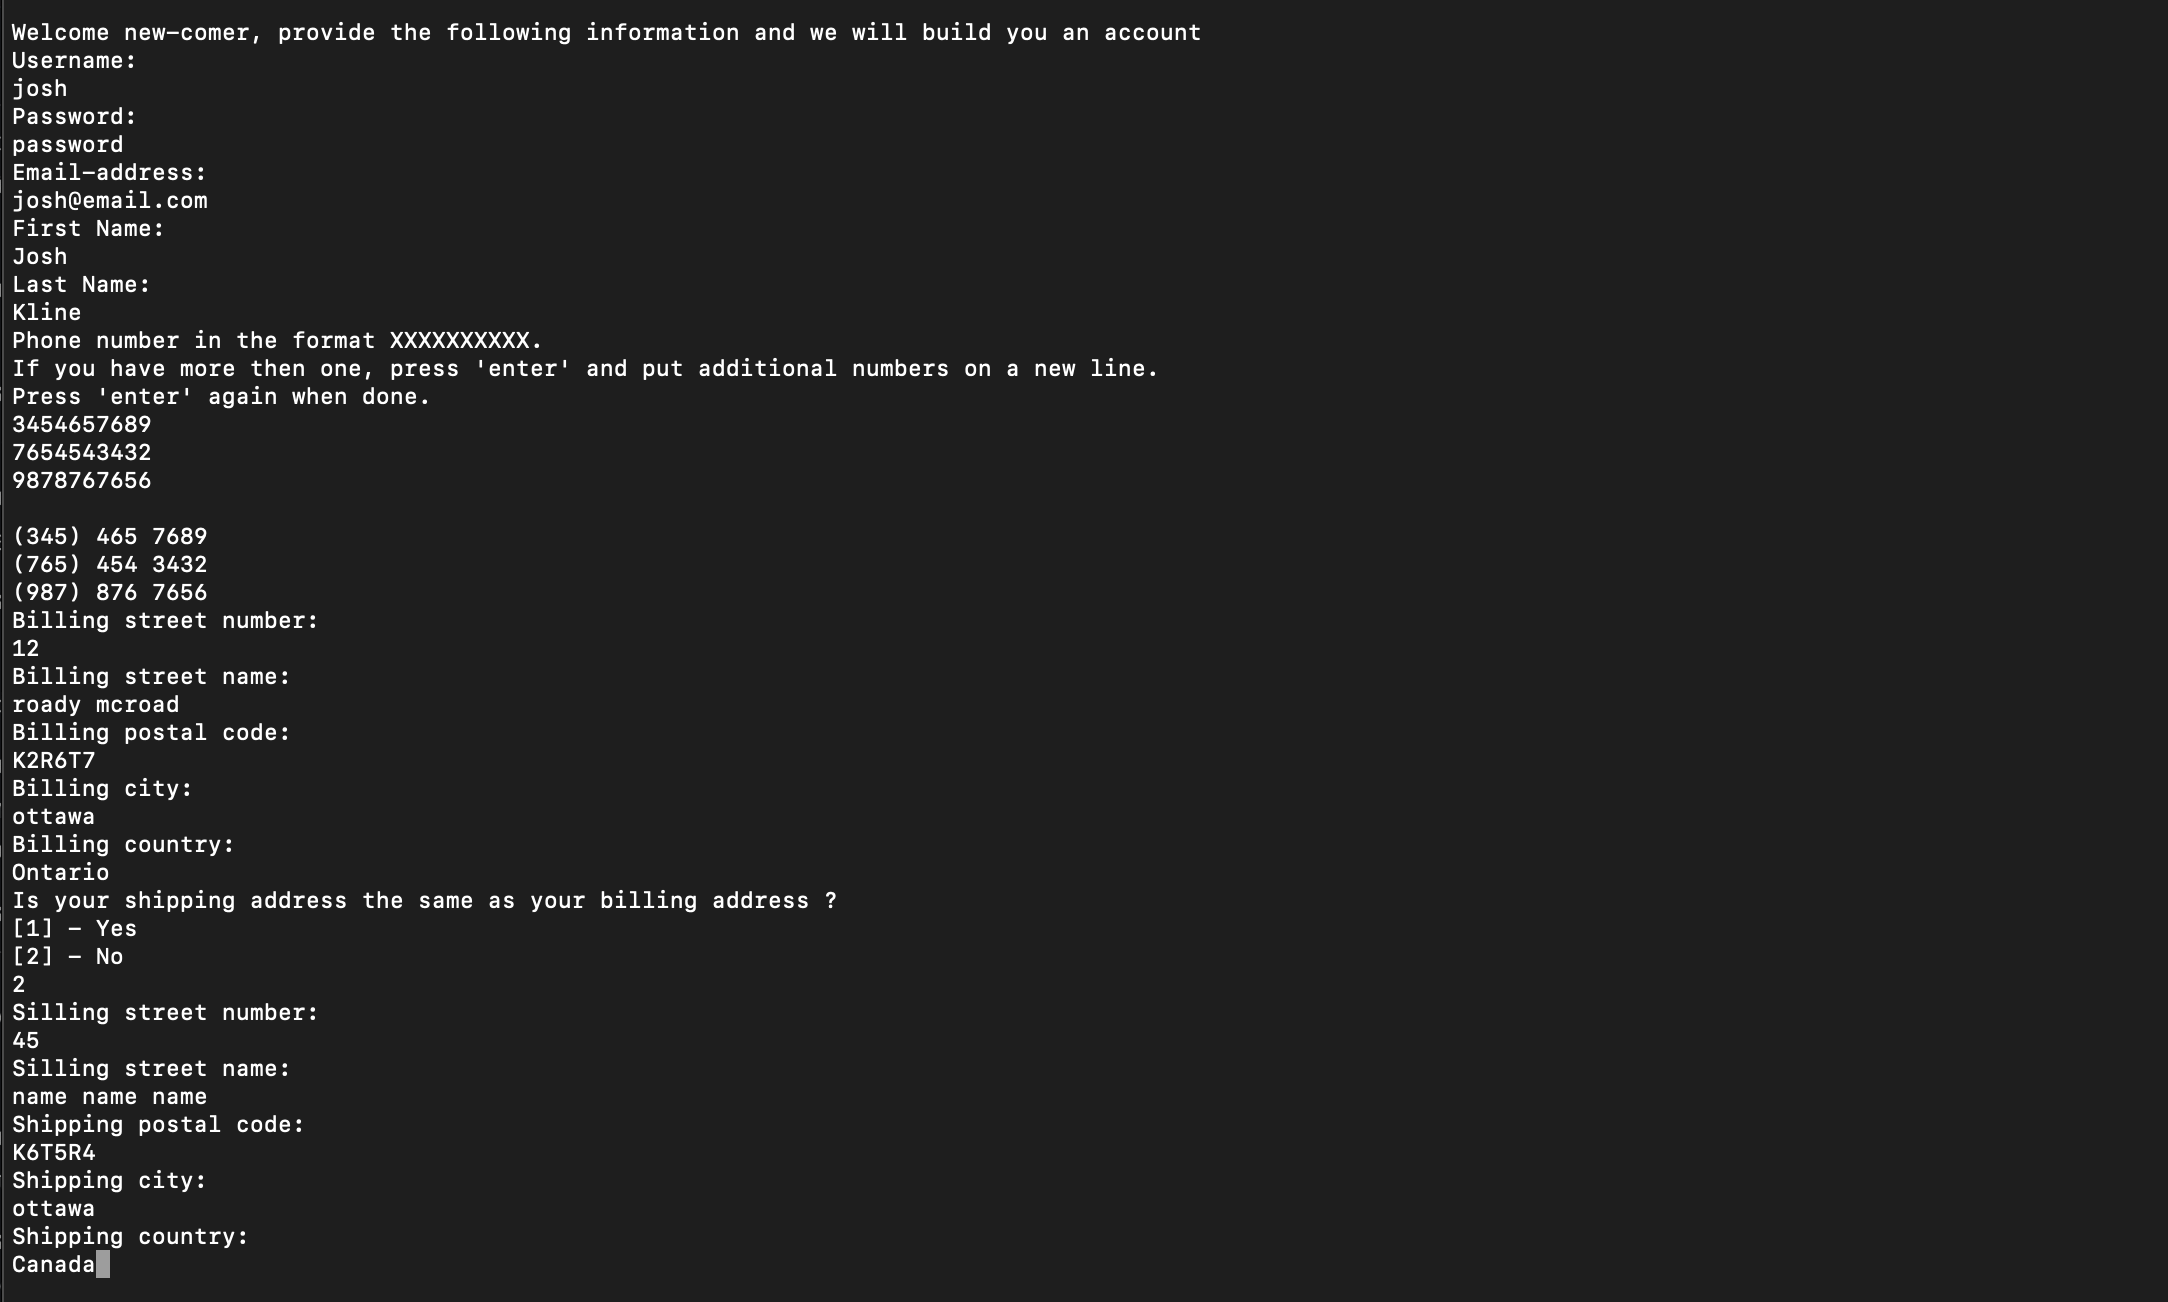 Welcome new-comer, provide the following information and we will build you an account
Username:
josh
Password:
password
Email-address:
josh@email.com
First Name:
Josh
Last Name:
Kline
Phone number in the format XXXXXXXXXX.
If you have more then one, press 'enter' and put additional numbers on a new line.
Press 'enter' again when done.
3454657689
7654543432
9878767656
(345) 465 7689
(765) 454 3432
(987) 876 7656
Billing street number:
12
Billing street name:
roady mcroad
Billing postal code:
K2R6T7
Billing city:
ottawa
Billing country:
Ontario
Is your shipping address the same as your billing address ?
[1] - Yes
[2] - No
2
Silling street number:
45
Silling street name:
name name name
Shipping postal code:
K6T5R4
Shipping city:
ottawa
Shipping country:
Canada